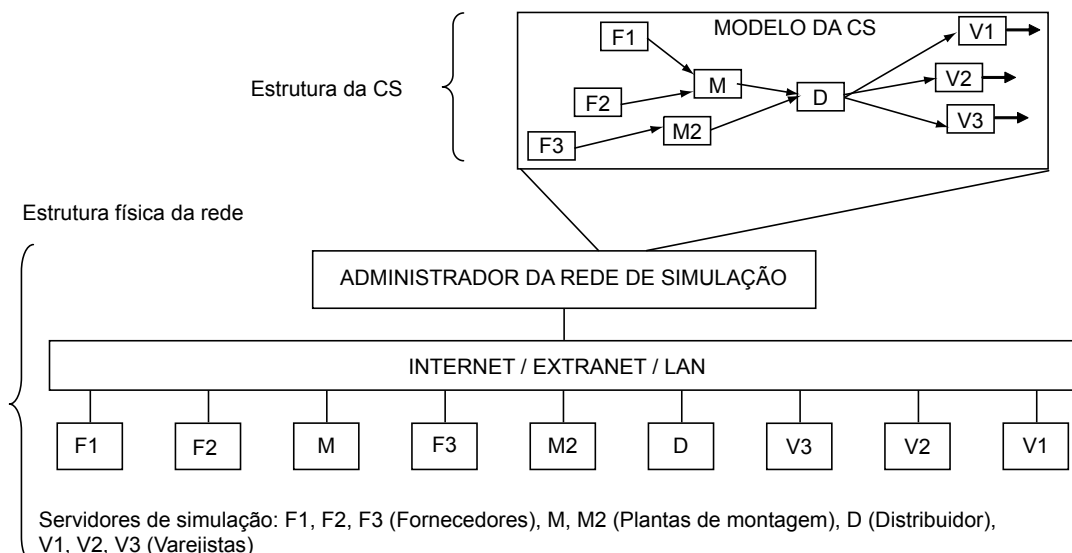 MODELO DA CS
F1
V1
Estrutura da CS
M
V2
F2
D
M2
V3
F3
Estrutura física da rede
ADMINISTRADOR DA REDE DE SIMULAÇÃO
INTERNET / EXTRANET / LAN
F1 F2 M F3 M2 D V3 V2 V1
Servidores de simulação: F1, F2, F3 (Fornecedores), M, M2 (Plantas de montagem), D (Distribuidor),
V1, V2, V3 (Varejistas)